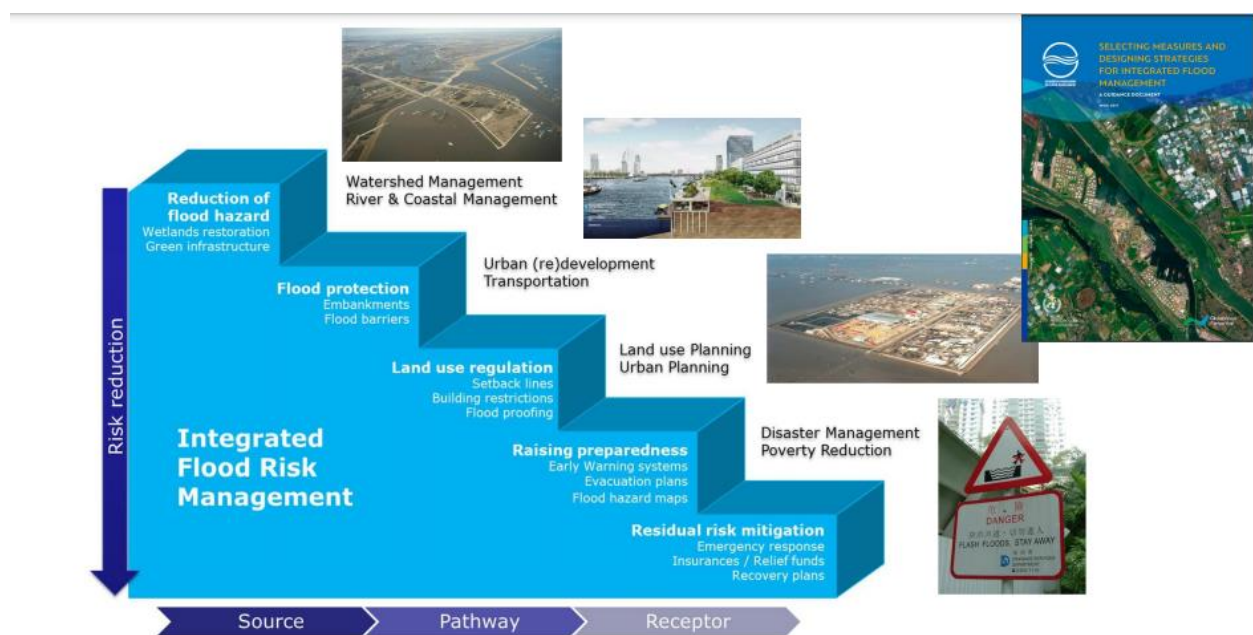 SELECTING MEASURES AND
DESIGNING STRATEGIES
FOR INTEGRATED FLOOD
MANAGEMENT
A GUIDANCE DOCUMENT
Watershed Management
River & Coastal Management
Reduction of
flood hazard
Wetlands restoration
Green infrastructure
Urban (re)development
Transportation
Flood protection
Embankments
Flood barriers
Land use Planning
Urban Planning
Land use regulation
Setback lines
Building restrictions
Flood proofing
Disaster Management
Poverty Reduction
Raising preparedness
Early Warning systems
Evacuation plans
Flood hazard maps
Residual risk mitigation
Emergency response
Insurances / Relief funds
Recovery plans
Risk reduction
Integrated
Flood Risk
Management
DANGER
FLASH FLOODS, STAY AWAY
Source
Pathway
Receptor